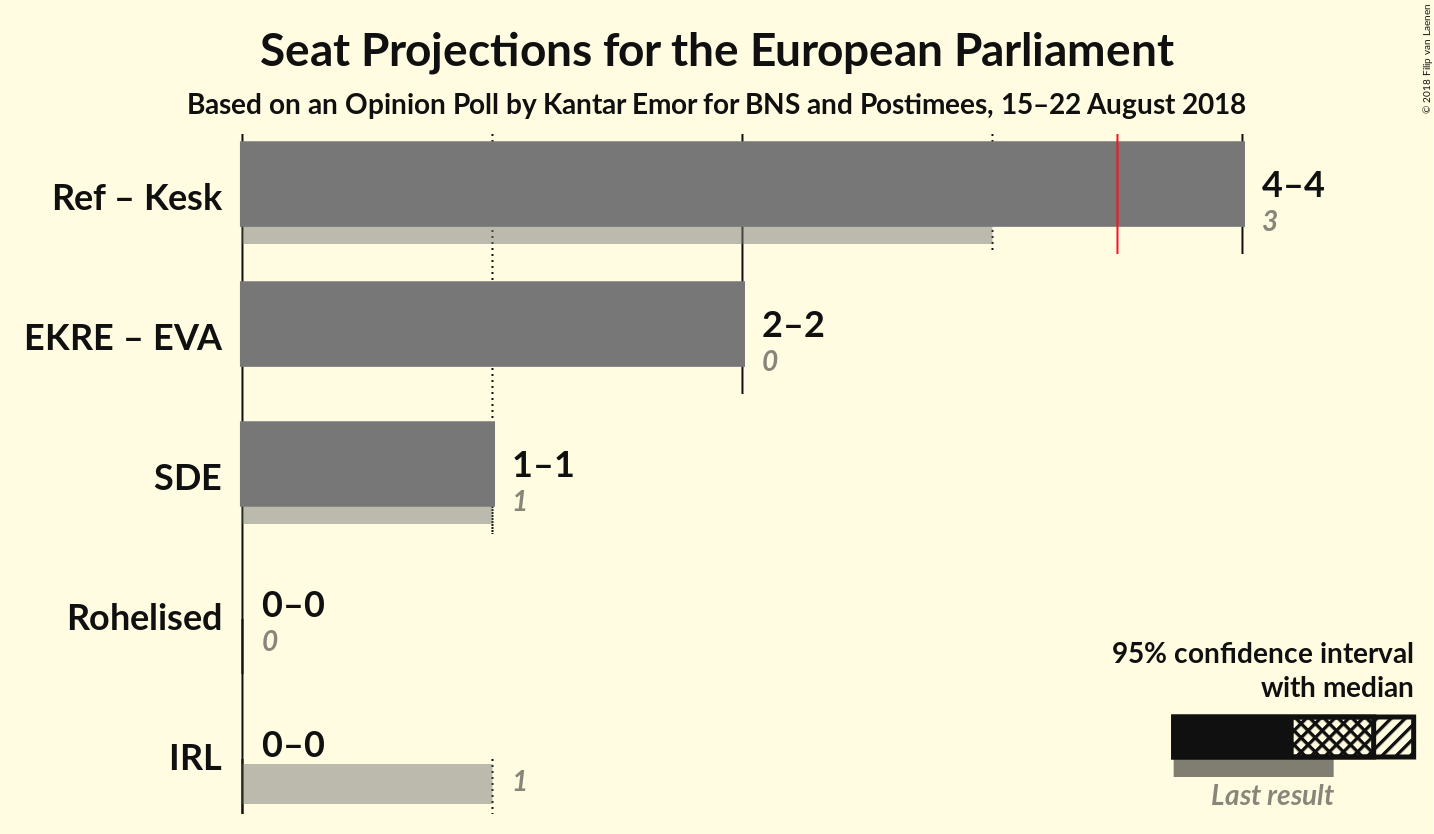 Seat Projections for the European Parliament
Based on an Opinion Poll by Kantar Emor for BNS and Postimees, 15–22 August 2018
© 2018 Filip van Laenen
Ref – Kesk
4–4
3
EKRE – EVA
2–2
0
SDE
1–1
1
Rohelised
0–0
0
IRL
0–0
1
95% confidence interval
with median
Last result